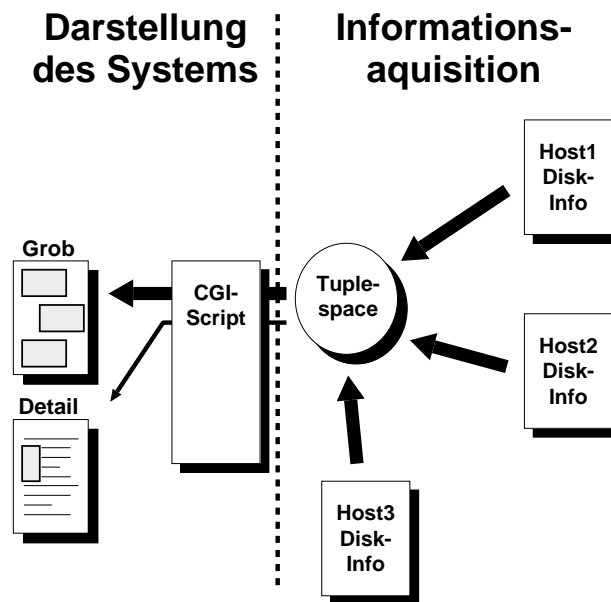 Darstellung
des Systems
Informations-
aquisition
Host1
Disk-
Info
Grob
CGI-
Script
Tuple-
space
Host2
Disk-
Info
Detail
Host3
Disk-
Info